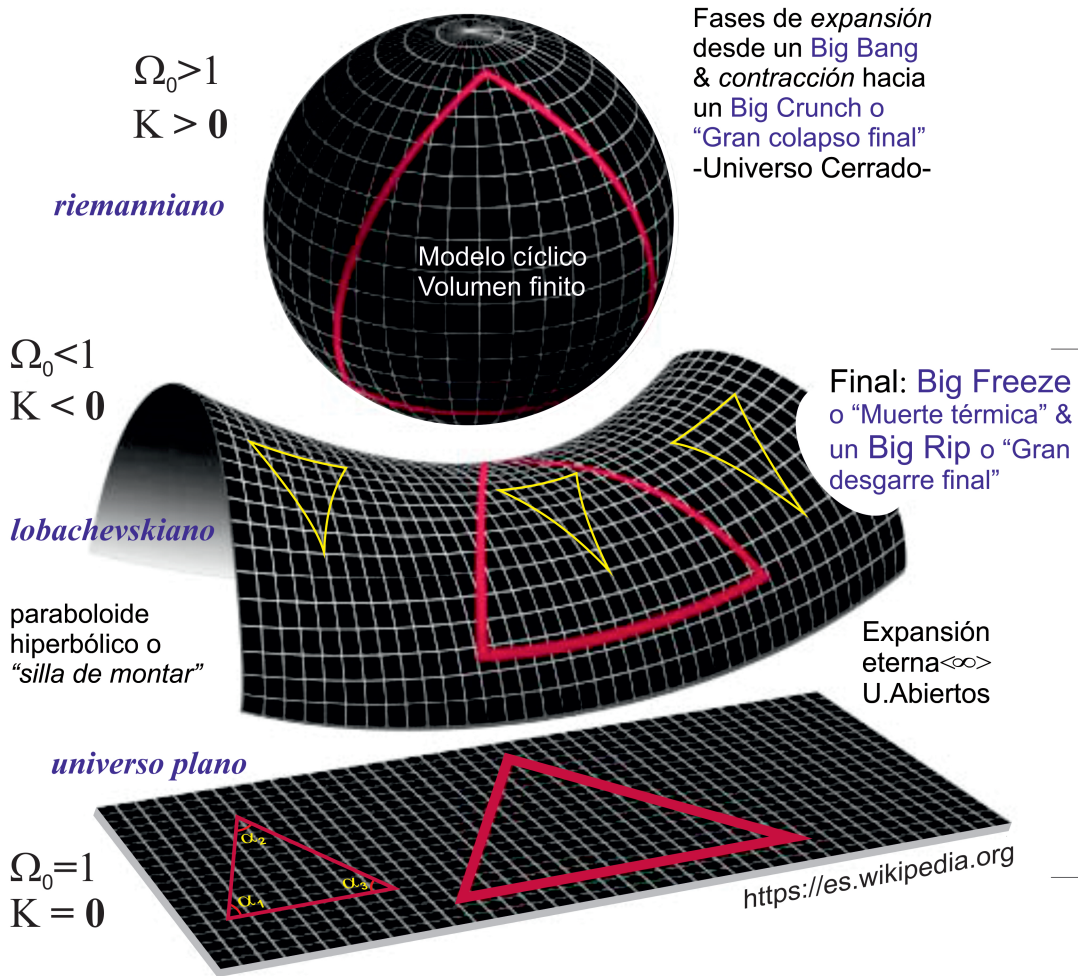 Ω₀>1
K > 0
riemanniano
Fases de expansión
desde un Big Bang
& contracción hacia
un Big Crunch o
“Gran colapso final”
-Universo Cerrado-
Modelo cíclico
Volumen finito
Ω₀<1
K < 0
lobachevskiano
paraboloide
hiperbólico o
“silla de montar”
Final: Big Freeze
o “Muerte térmica” &
un Big Rip o “Gran
desgarre final”
Expansión
eterna<∞>
U.Abiertos
universo plano
Ω₀=1
K = 0
α₂
α₁
α₃
https://es.wikipedia.org